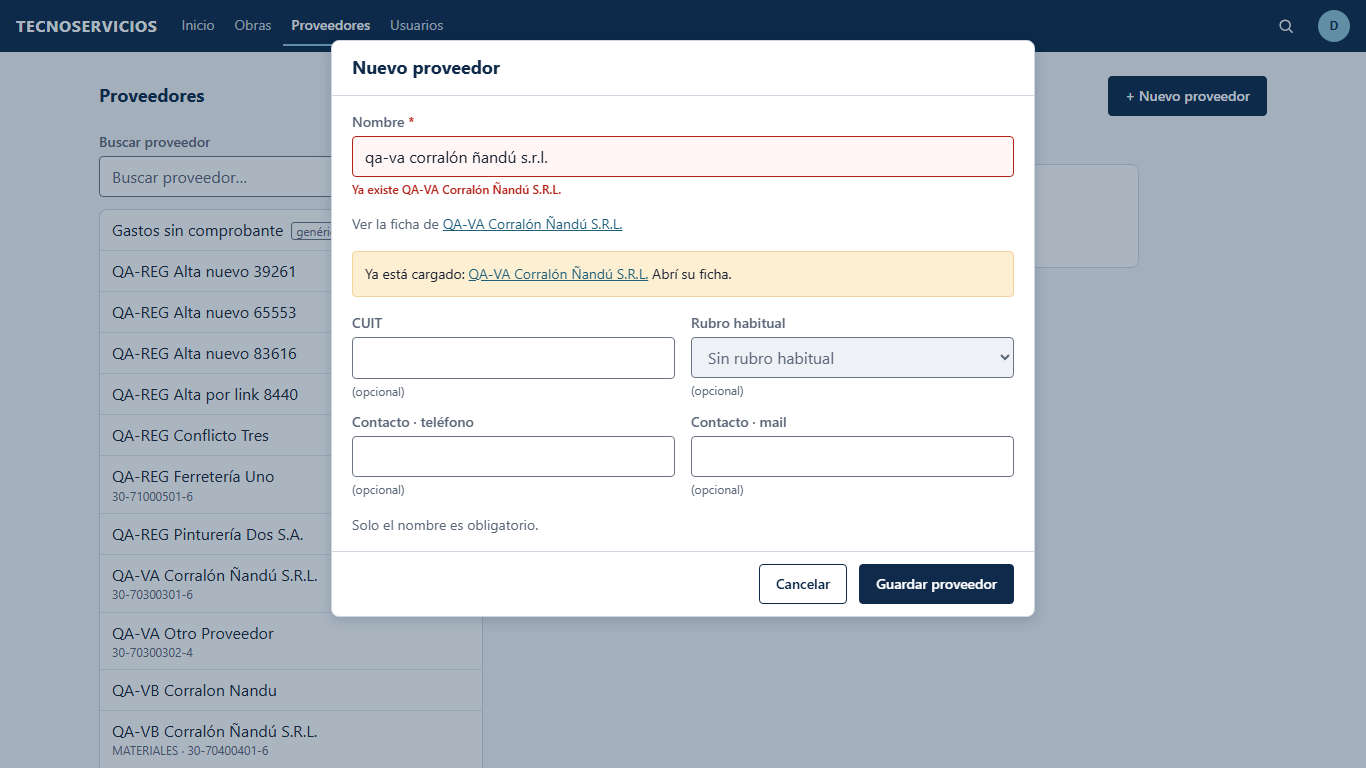 TECNOSERVICIOS Inicio Obras Proveedores Usuarios D
Proveedores
+ Nuevo proveedor
Buscar proveedor
Buscar proveedor...
Gastos sin comprobante
QA-REG Alta nuevo 39261
QA-REG Alta nuevo 65553
QA-REG Alta nuevo 83616
QA-REG Alta por link 8440
QA-REG Conflicto Tres
QA-REG Ferretería Uno
30-71000501-6
QA-REG Pinturería Dos S.A.
QA-VA Corralón Ñandú S.R.L.
30-70300301-6
QA-VA Otro Proveedor
30-70300302-4
QA-VB Corralon Nandu
QA-VB Corralón Ñandú S.R.L.
MATERIALES · 30-70400401-6
Nuevo proveedor
Nombre *
qa-va corralón ñandú s.r.l.
Ya existe QA-VA Corralón Ñandú S.R.L.
Ver la ficha de QA-VA Corralón Ñandú S.R.L.
Ya está cargado: QA-VA Corralón Ñandú S.R.L. Abrí su ficha.
CUIT
(opcional)
Rubro habitual
Sin rubro habitual
(opcional)
Contacto · teléfono
(opcional)
Contacto · mail
(opcional)
Solo el nombre es obligatorio.
Cancelar
Guardar proveedor